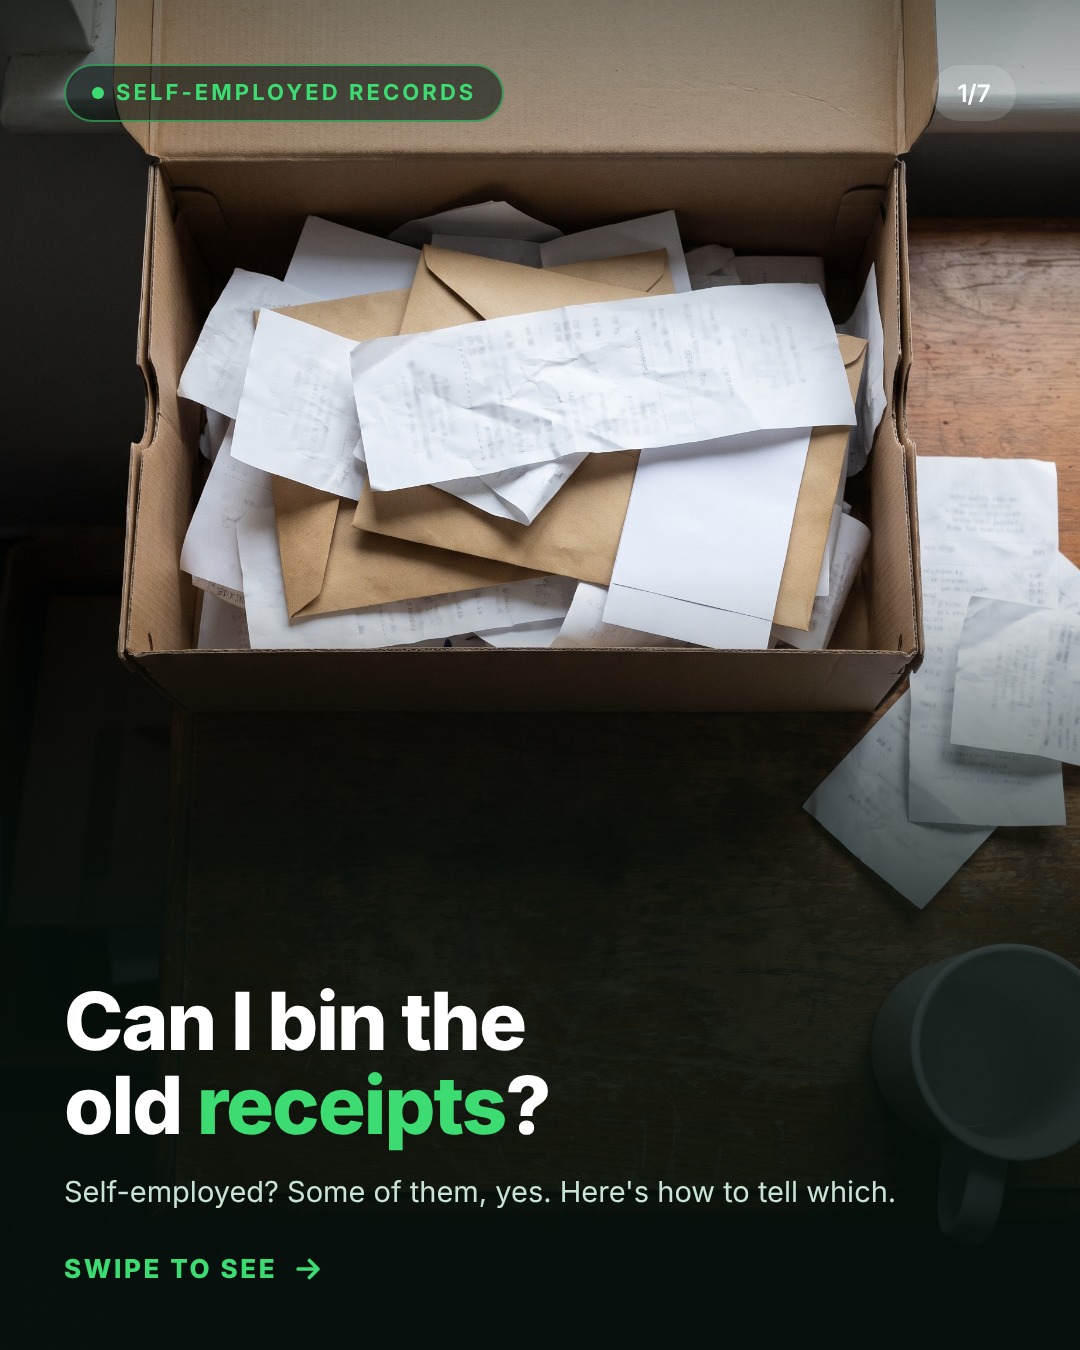 SELF-EMPLOYED RECORDS
1/7
Can I bin the
old receipts?
Self-employed? Some of them, yes. Here's how to tell which.
SWIPE TO SEE →